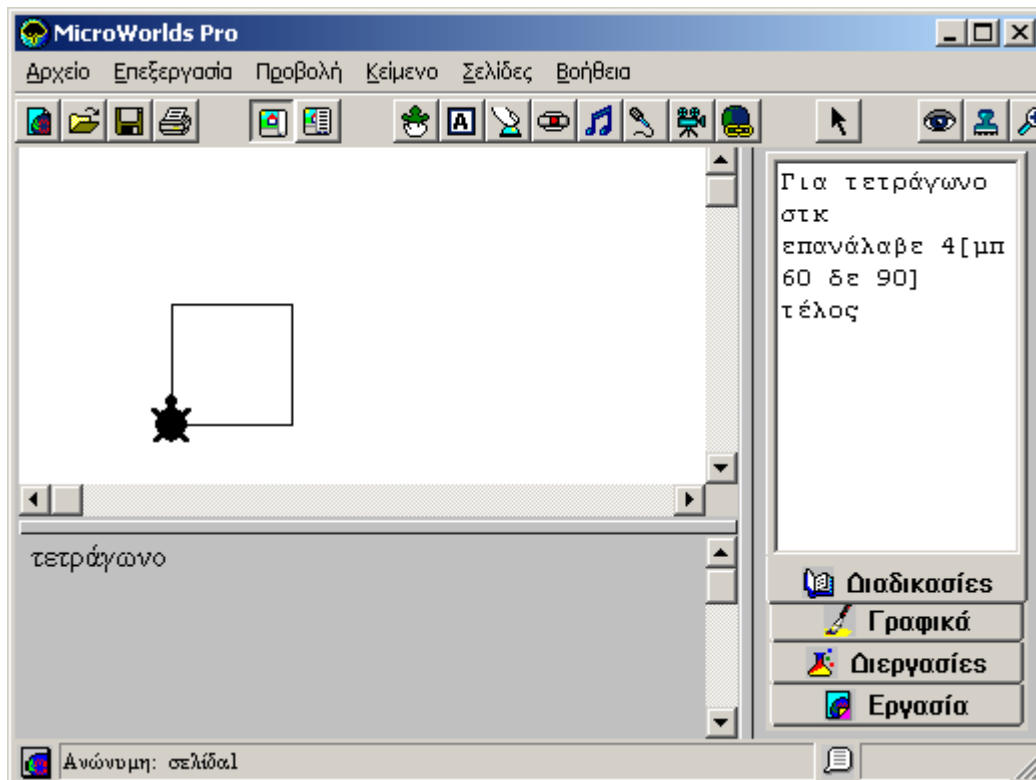 MicroWorlds Pro
Αρχείο Επεξεργασία Προβολή Κείμενο Σελίδες Βοήθεια
Για τετράγωνο
στκ
επανάλαβε 4[μπ
60 δε 90]
τέλος
τετράγωνο
Διαδικασίες
Γραφικά
Διεργασίες
Εργασία
Ανώνυμη: σελίδα1